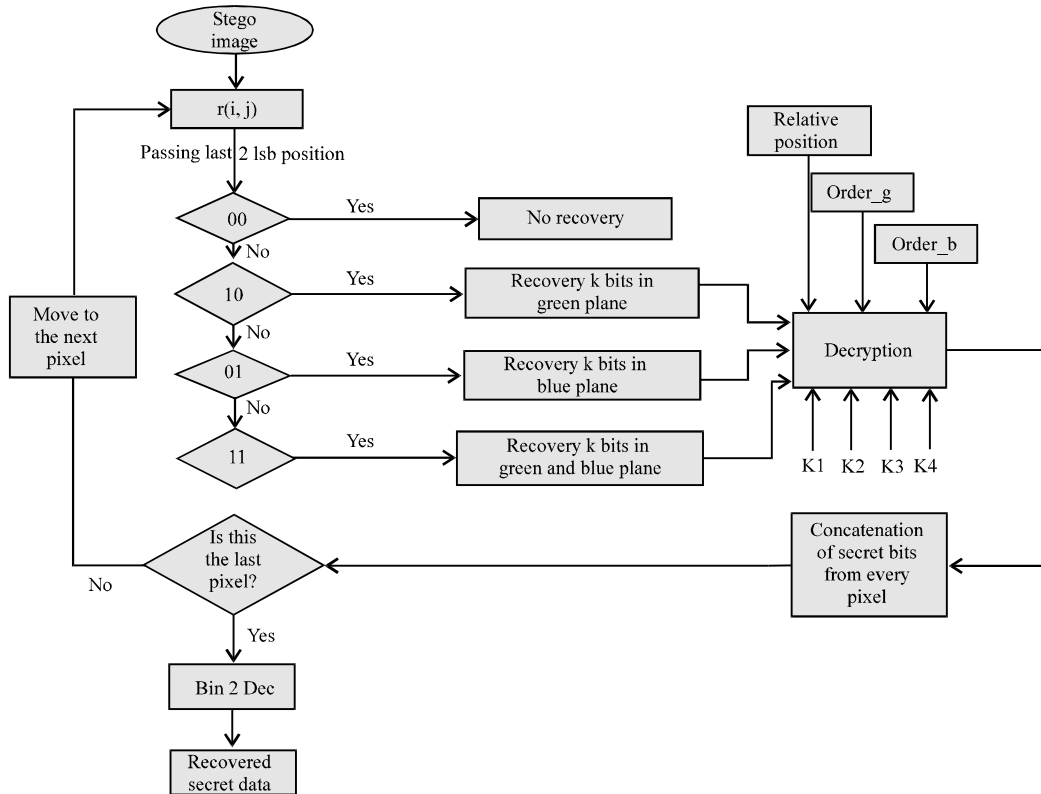 Stego
image
r(i, j)
Passing last 2 lsb position
00
Yes
No recovery
No
10
Yes
Recovery k bits in
green plane
No
01
Yes
Recovery k bits in
blue plane
No
11
Yes
Recovery k bits in
green and blue plane
Relative
position
Order_g
Order_b
Decryption
K1 K2 K3 K4
Move to
the next
pixel
Concatenation
of secret bits
from every
pixel
Is this
the last
pixel?
No
Yes
Bin 2 Dec
Recovered
secret data